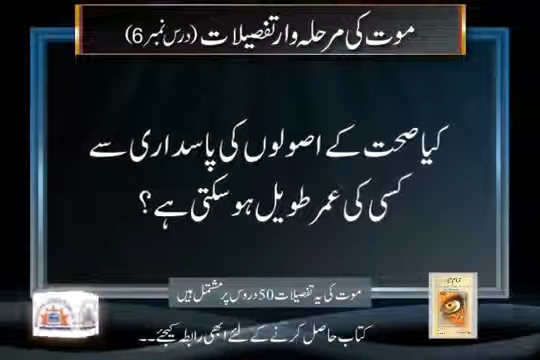 موت کی مرحلہ وار تفصیلات (درس نمبر 6)
کیا صحت کے اصولوں کی پاسداری سے
کسی کی عمر طویل ہو سکتی ہے؟
موت کی یہ تفصیلات 50 دروس پر مشتمل ہیں
کتاب حاصل کرنے کے لئے ابھی رابطہ کیجئے۔۔